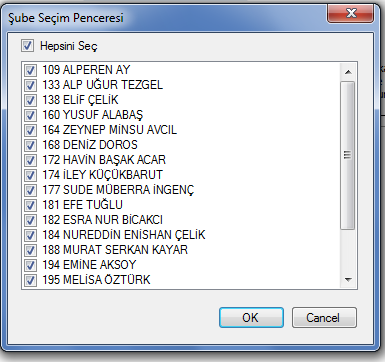 Şube Seçim Penceresi
Hepsini Seç
109 ALPEREN AY
133 ALP UĞUR TEZGEL
138 ELİF ÇELİK
160 YUSUF ALABAŞ
164 ZEYNEP MİNSU AVCIL
168 DENİZ DOROS
172 HAVİN BAŞAK ACAR
174 İLEY KÜÇÜKBARUT
177 SUDE MÜBERRA İNGENÇ
181 EFE TUĞLU
182 ESRA NUR BİCAKCI
184 NUREDDİN ENİSHAN ÇELİK
188 MURAT SERKAN KAYAR
194 EMİNE AKSOY
195 MELİSA ÖZTÜRK
OK
Cancel